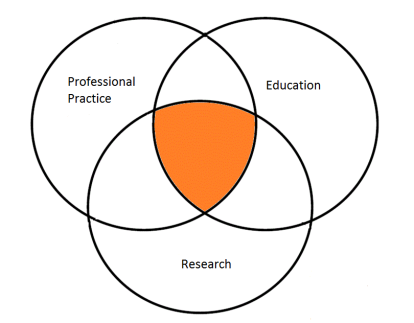 Professional
Practice
Education
Research